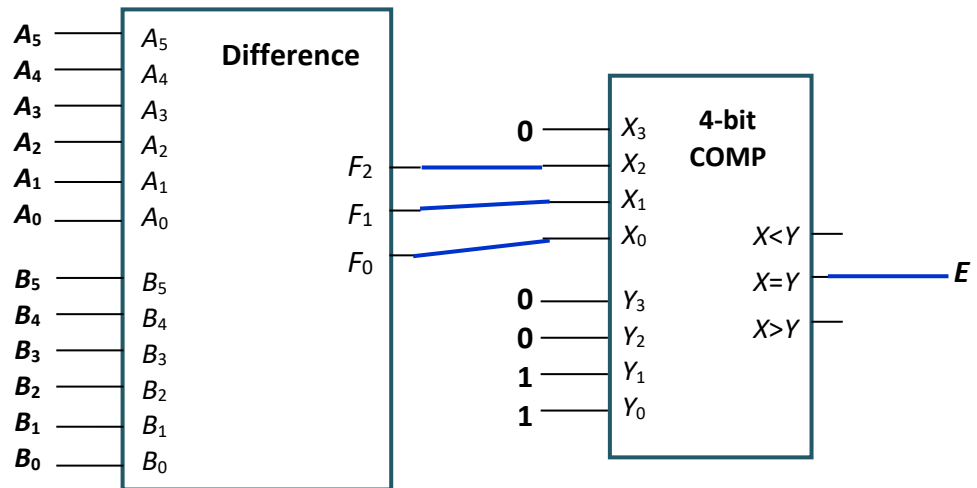 A5 A5
Difference
A4 A4
A3 A3
A2 A2
A1 A1
A0 A0
F2
F1
F0
B5 B5
B4 B4
B3 B3
B2 B2
B1 B1
B0 B0
4-bit
COMP
0 X3
X2
X1
X0
0 Y3
0 Y2
1 Y1
1 Y0
X<Y
X=Y E
X>Y